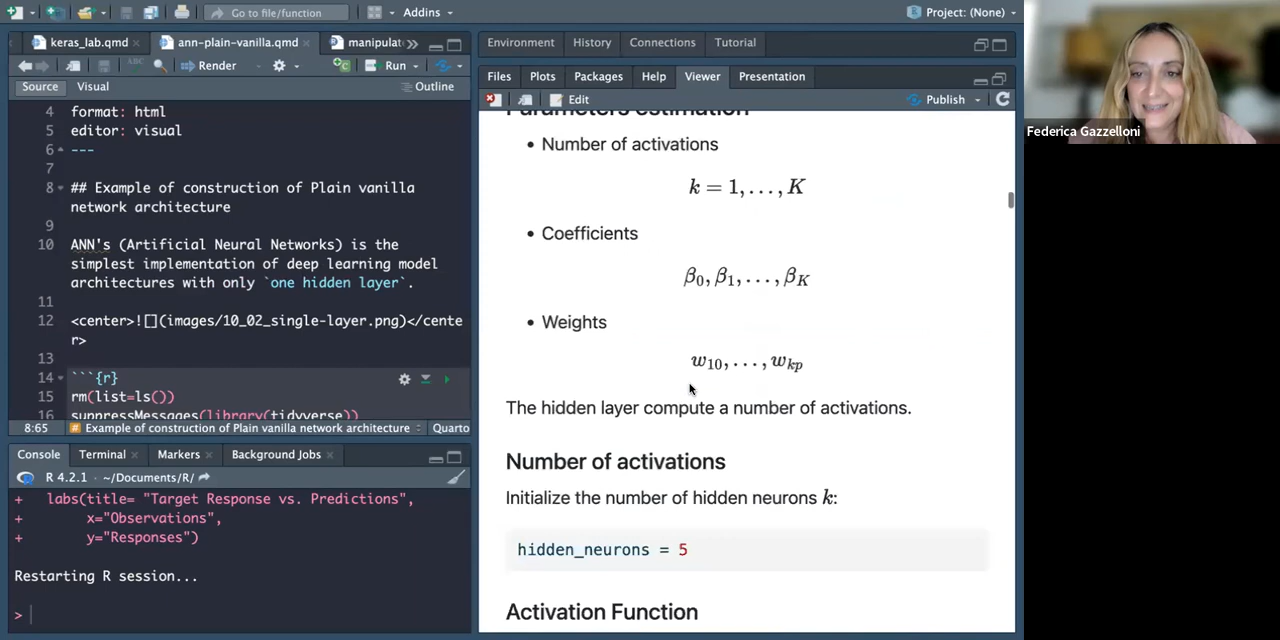 Go to file/function
Addins
Project: (None)
keras_lab.qmd
ann-plain-vanilla.qmd
manipulat
Render
Run
Source
Visual
Outline
4 format: html
5 editor: visual
6 ---
7
8 ## Example of construction of Plain vanilla
network architecture
9
10 ANN's (Artificial Neural Networks) is the
simplest implementation of deep learning model
architectures with only `one hidden layer`.
11
12 <center>![](images/10_02_single-layer.png)</cente
r>
13
14 ```{r}
15 rm(list=ls())
16 suppressMessages(library(tidyverse))
8:65 # Example of construction of Plain vanilla network architecture Quarto
Console Terminal Markers Background Jobs
R 4.2.1 · ~/Documents/R/
+ labs(title= "Target Response vs. Predictions",
+ x="Observations",
+ y="Responses")
Restarting R session...
>
Environment History Connections Tutorial
Files Plots Packages Help Viewer Presentation
Edit
Publish
Parameters estimation
• Number of activations
k = 1, . . . , K
• Coefficients
β0, β1, . . . , βK
• Weights
w10, . . . , wkp
The hidden layer compute a number of activations.
Number of activations
Initialize the number of hidden neurons k:
hidden_neurons = 5
Activation Function
Federica Gazzelloni